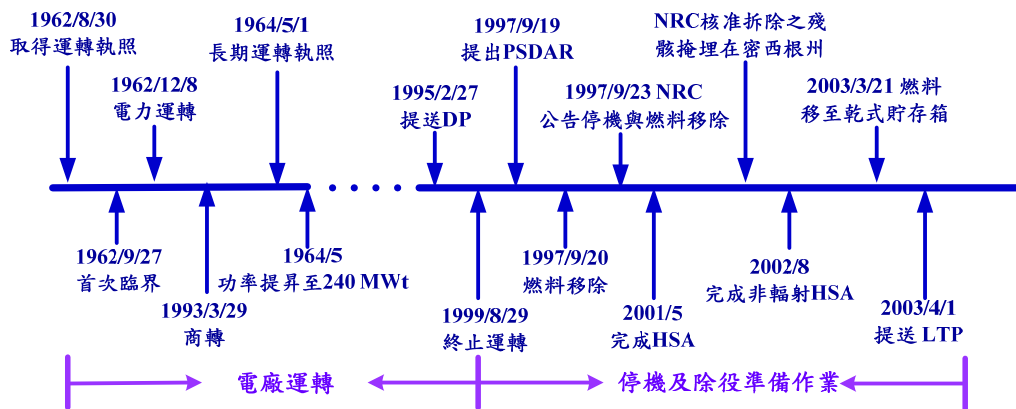 1962/8/30
取得運轉執照
1964/5/1
長期運轉執照
1997/9/19
提出PSDAR
NRC核准拆除之殘
骸掩埋在密西根州
1962/12/8
電力運轉
1995/2/27
提送DP
1997/9/23 NRC
公告停機與燃料移除
2003/3/21 燃料
移至乾式貯存箱
1962/9/27
首次臨界
1993/3/29
商轉
1964/5
功率提昇至240 MWt
1999/8/29
終止運轉
1997/9/20
燃料移除
2001/5
完成HSA
2002/8
完成非輻射HSA
2003/4/1
提送 LTP
電廠運轉
停機及除役準備作業